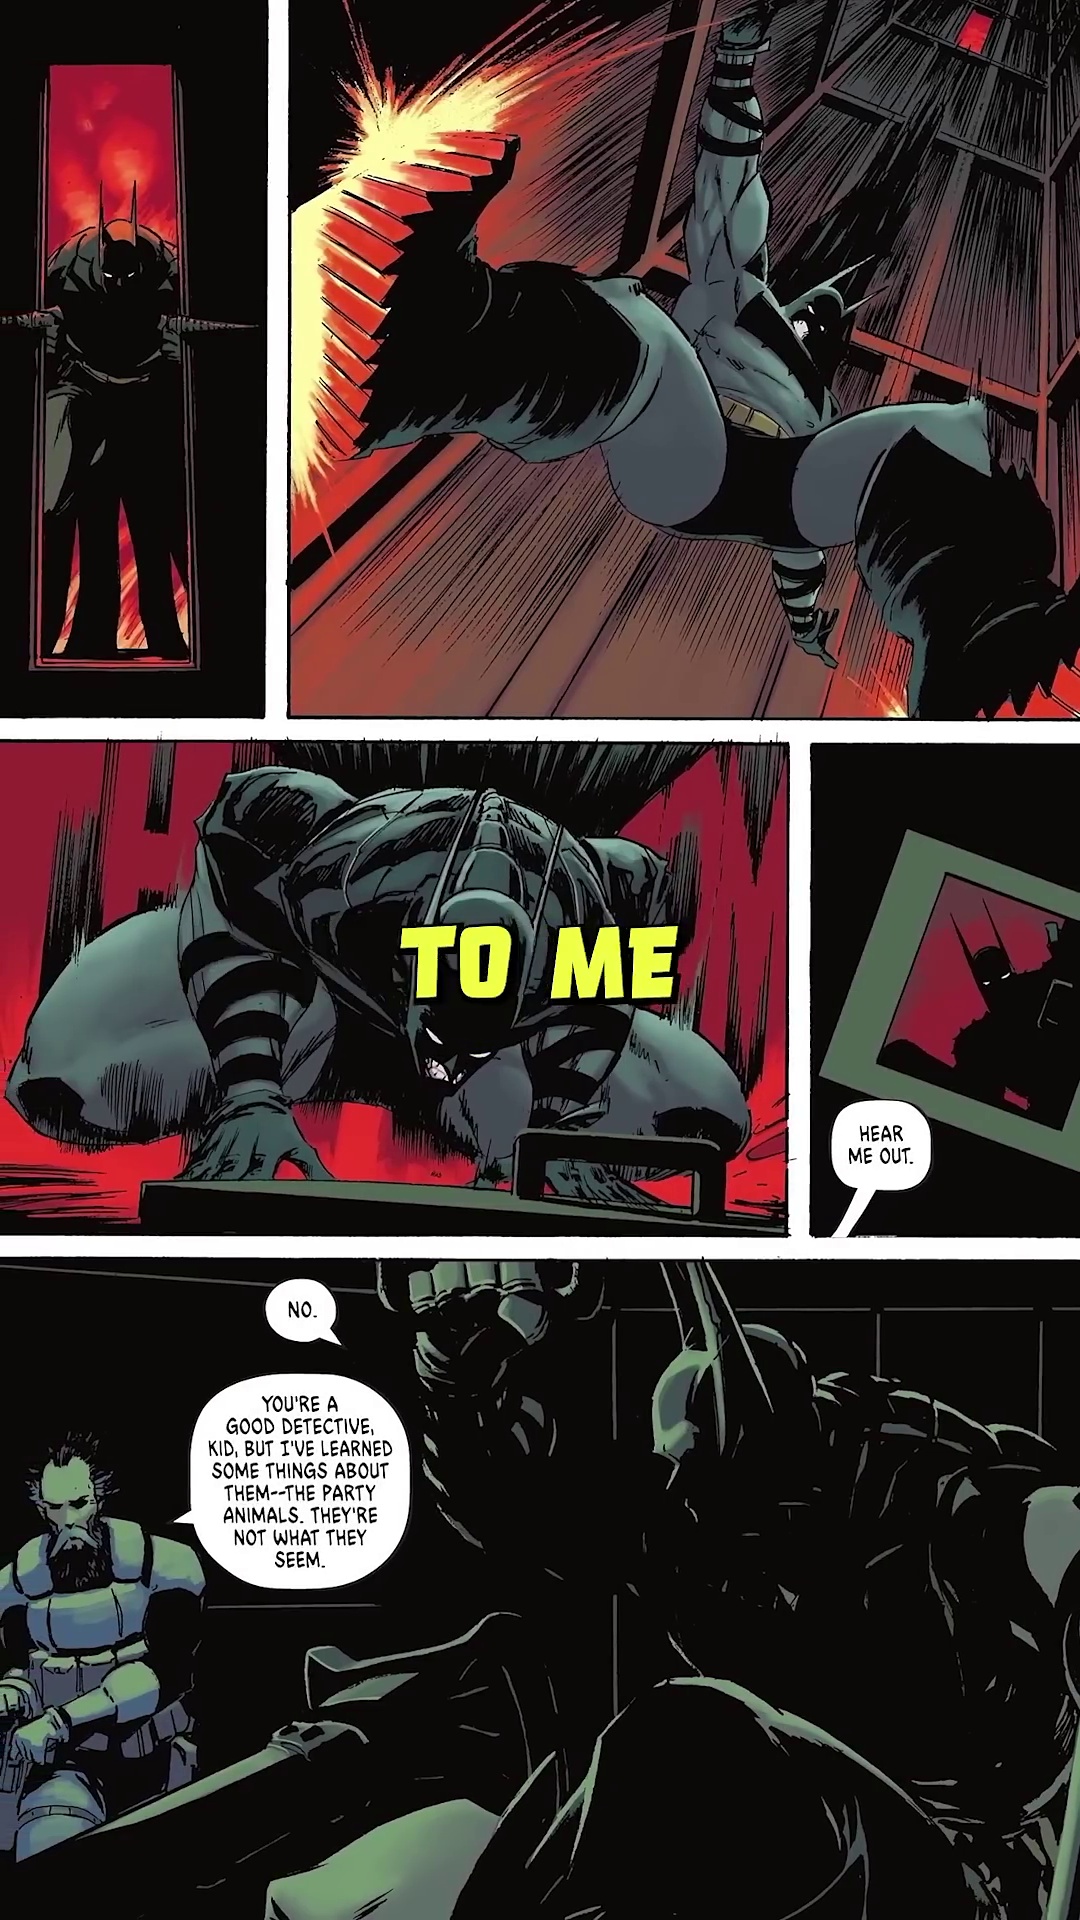 TO ME
HEAR
ME OUT.
NO.
YOU'RE A
GOOD DETECTIVE,
KID, BUT I'VE LEARNED
SOME THINGS ABOUT
THEM--THE PARTY
ANIMALS. THEY'RE
NOT WHAT THEY
SEEM.